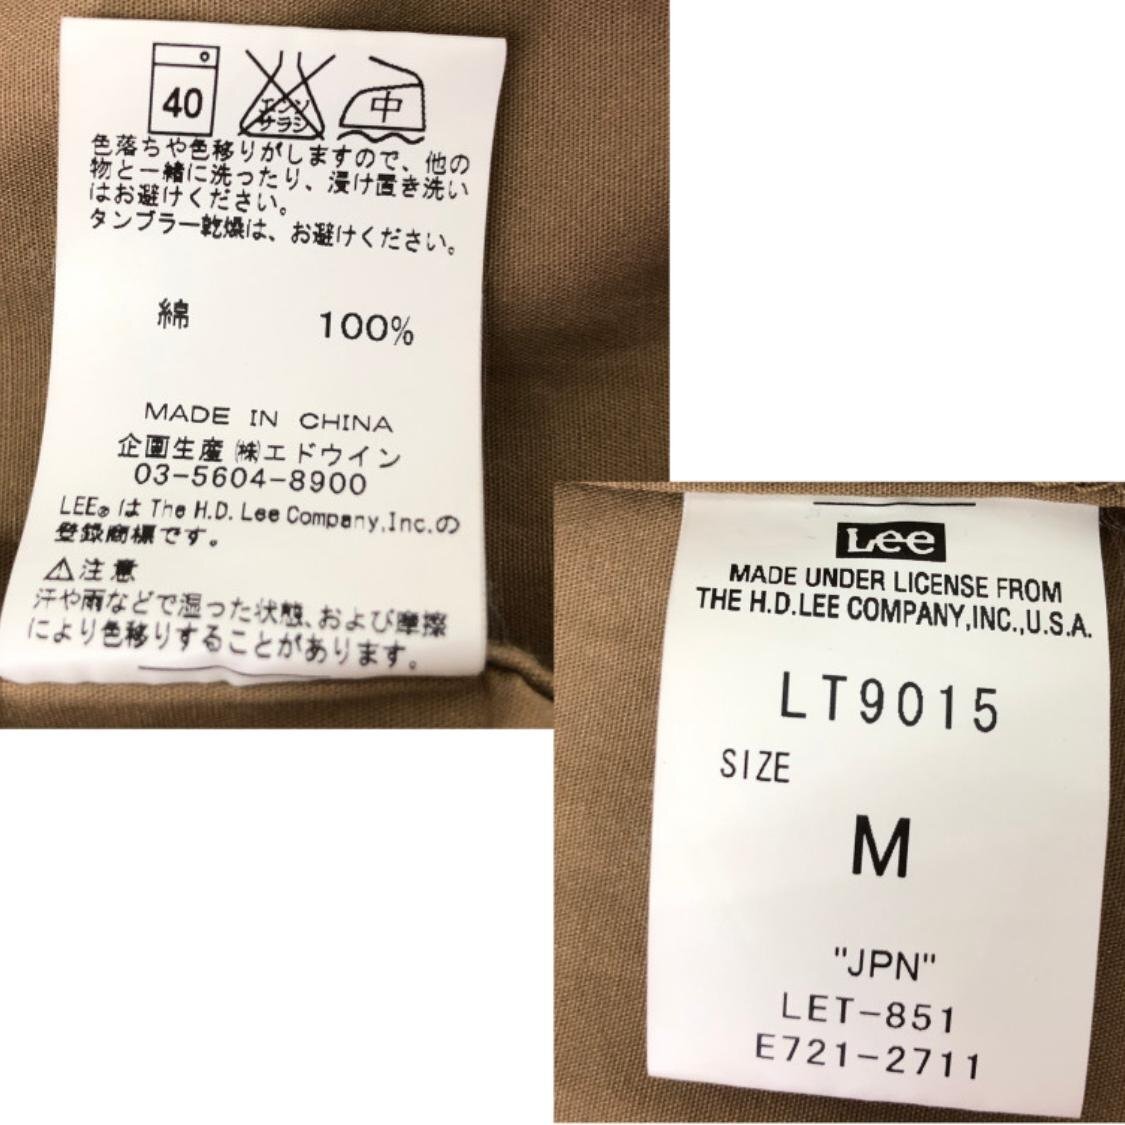 40
エンソ
サラシ
中
色落ちや色移りがしますので、他の
物と一緒に洗ったり、浸け置き洗い
はお避けください。
タンブラー乾燥は、お避けください。
綿 100%
MADE IN CHINA
企画生産 ㈱エドウイン
03-5604-8900
LEE® は The H.D. Lee Company,Inc.の
登録商標です。
⚠注意
汗や雨などで湿った状態、および摩擦
により色移りすることがあります。
Lee
MADE UNDER LICENSE FROM
THE H.D.LEE COMPANY,INC.,U.S.A.
LT9015
SIZE
M
"JPN"
LET-851
E721-2711